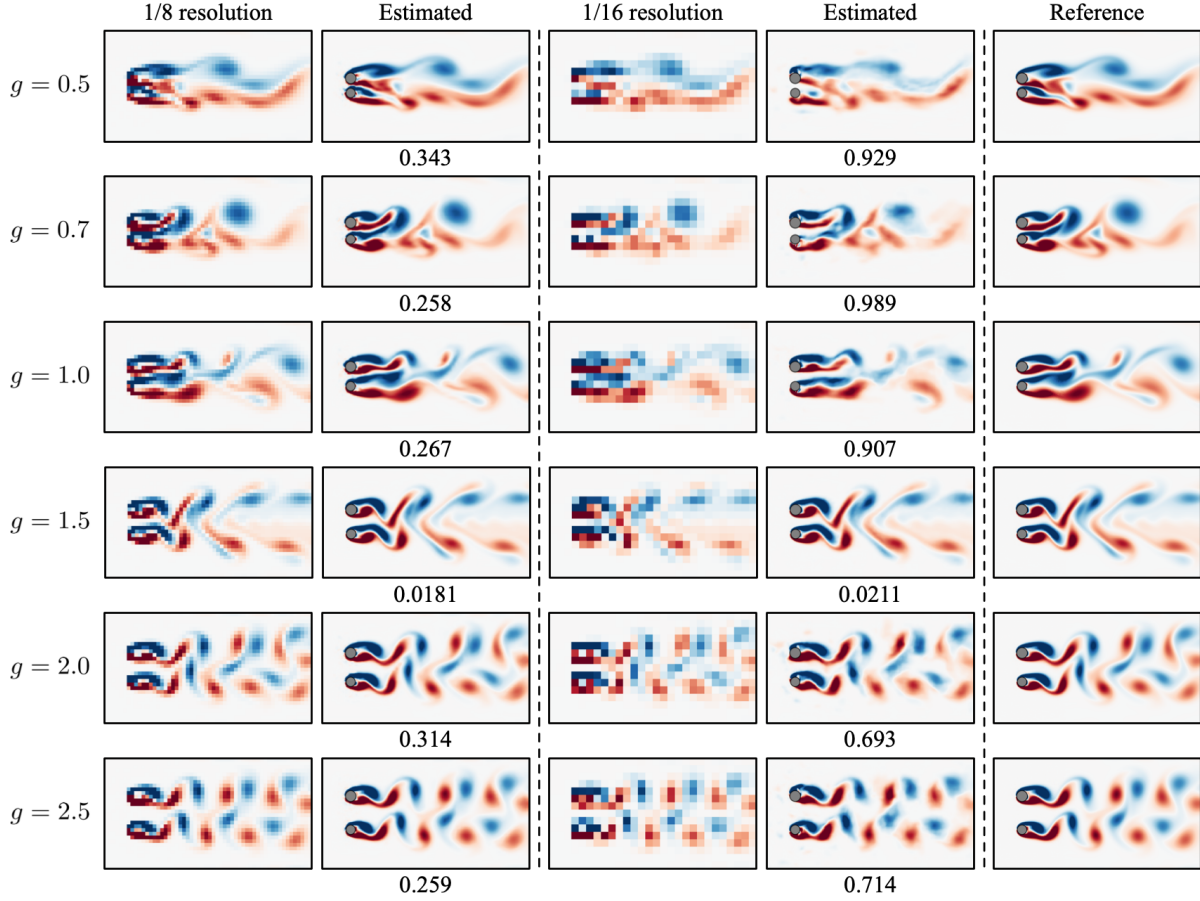 1/8 resolution Estimated 1/16 resolution Estimated Reference
g = 0.5
0.343 0.929
g = 0.7
0.258 0.989
g = 1.0
0.267 0.907
g = 1.5
0.0181 0.0211
g = 2.0
0.314 0.693
g = 2.5
0.259 0.714